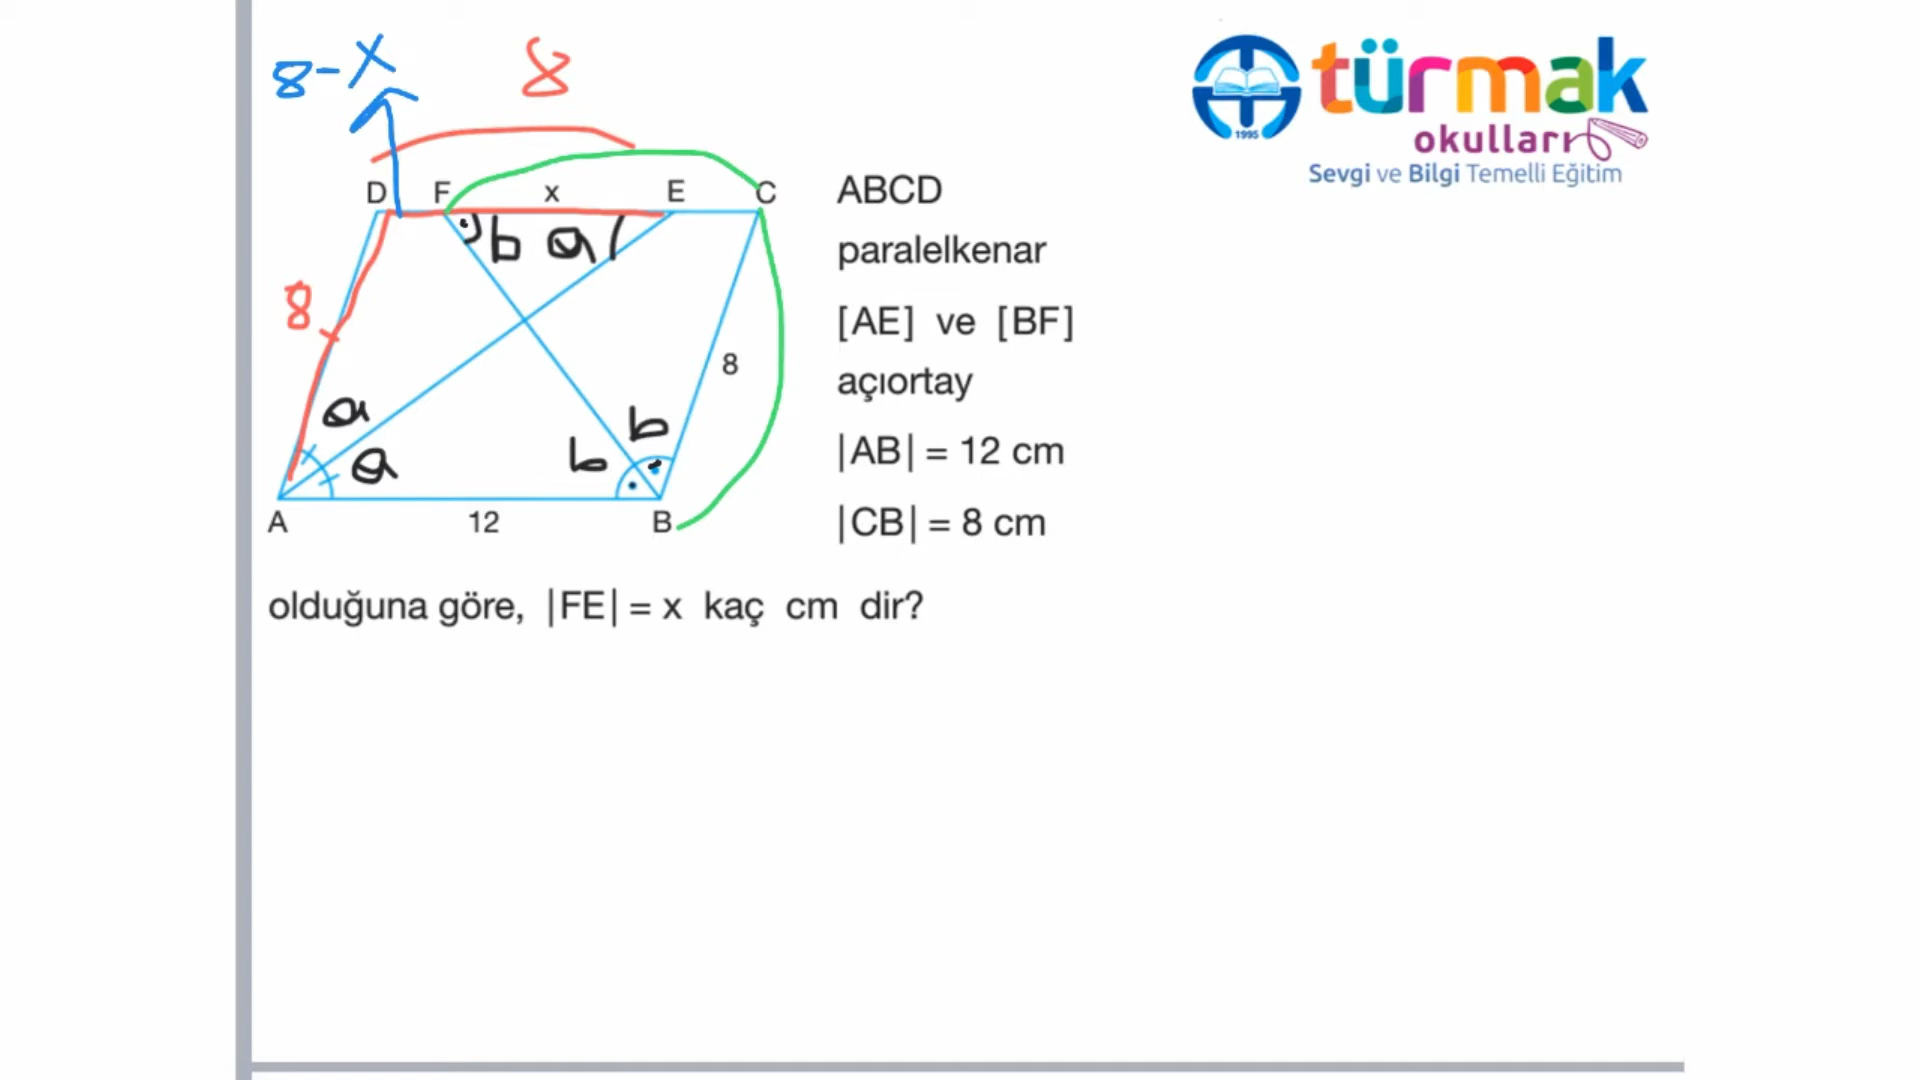 8-x
8
türmak
okulları
1995
Sevgi ve Bilgi Temelli Eğitim
D F x E C
ABCD
b a
paralelkenar
8
[AE] ve [BF]
8
a
açıortay
b
b
a
|AB| = 12 cm
A 12 B
|CB| = 8 cm
olduğuna göre, |FE| = x kaç cm dir?